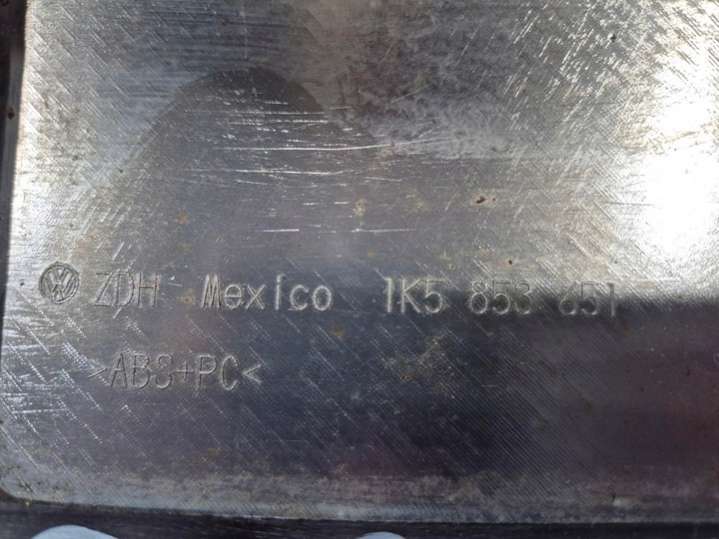 ZDH Mexico 1K5 853 651
>ABS+PC<